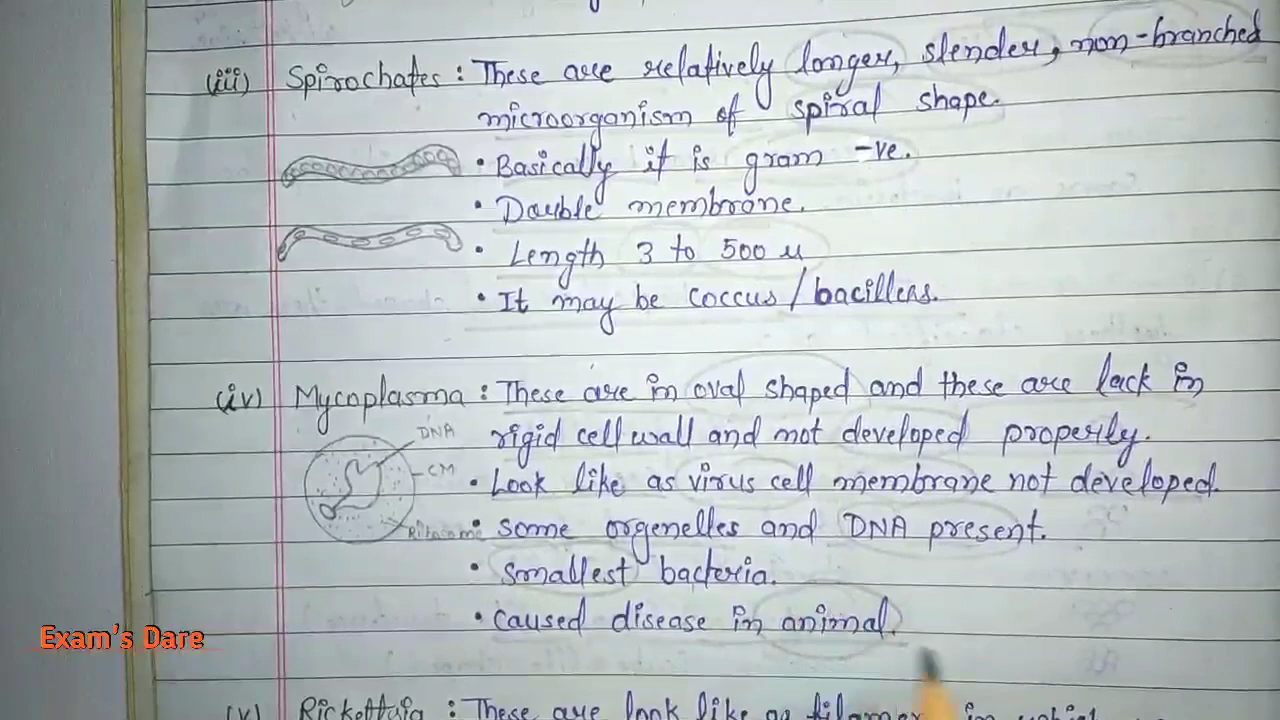 (iii) Spirochates : These are relatively longer, slender, non-branched
microorganism of spiral shape.
• Basically it is gram -ve.
• Double membrane.
• Length 3 to 500 u
• It may be coccus / bacillers.
(iv) Mycoplasma : These are in oval shaped and these are lack in
rigid cell wall and not developed properly.
DNA
CM
Ribosome
• Look like as virus cell membrane not developed.
• Some orgenelles and DNA present.
• Smallest bacteria.
• Caused disease in animal.
Exam's Dare
(v) Rickettsia : These are look like as